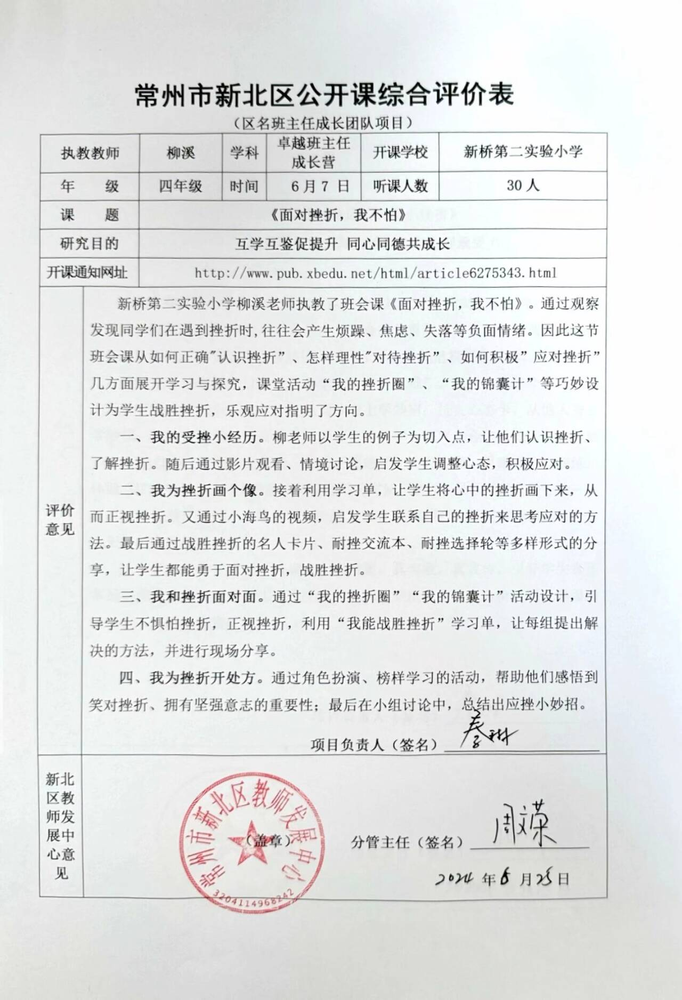 常州市新北区公开课综合评价表
（区名班主任成长团队项目）
执教教师 柳溪 学科 卓越班主任成长营 开课学校 新桥第二实验小学
年 级 四年级 时间 6月7 日 听课人数 30人
课 题 《面对挫折，我不怕》
研究目的 互学互鉴促提升 同心同德共成长
开课通知网址 http://www.pub.xbedu.net/html/article6275343.html
评价意见
新桥第二实验小学柳溪老师执教了班会课《面对挫折，我不怕》。通过观察
发现同学们在遇到挫折时,往往会产生烦躁、焦虑、失落等负面情绪。因此这节
班会课从如何正确"认识挫折”、怎样理性"对待挫折”、如何积极”应对挫折”
几方面展开学习与探究，课堂活动“我的挫折圈”、“我的锦囊计”等巧妙设
计为学生战胜挫折，乐观应对指明了方向。
一、我的受挫小经历。柳老师以学生的例子为切入点，让他们认识挫折、
了解挫折。随后通过影片观看、情境讨论，启发学生调整心态，积极应对。
二、我为挫折画个像。接着利用学习单，让学生将心中的挫折画下来，从
而正视挫折。又通过小海鸟的视频，启发学生联系自己的挫折来思考应对的方
法。最后通过战胜挫折的名人卡片、耐挫交流本、耐挫选择轮等多样形式的分
享，让学生都能勇于面对挫折，战胜挫折。
三、我和挫折面对面。通过“我的挫折圈”“我的锦囊计”活动设计，引
导学生不惧怕挫折，正视挫折，利用“我能战胜挫折”学习单，让每组提出解
决的方法，并进行现场分享。
四、我为挫折开处方。通过角色扮演、榜样学习的活动，帮助他们感悟到
笑对挫折、拥有坚强意志的重要性；最后在小组讨论中，总结出应挫小妙招。
项目负责人（签名）
新北区教师发展中心意见
常州市新北区教师发展中心
（盖章）
3204114968242
分管主任（签名）周文荣
2024 年 6 月 25 日